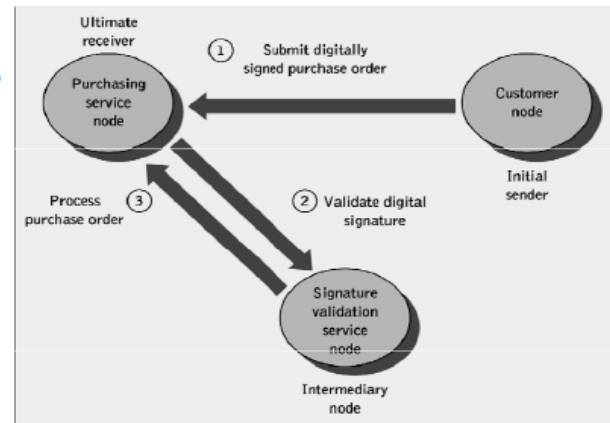 Ultimate
receiver
Purchasing
service
node
1
Submit digitally
signed purchase order
Customer
node
Initial
sender
Process
purchase order
3
2
Validate digital
signature
Signature
validation
service
node
Intermediary
node